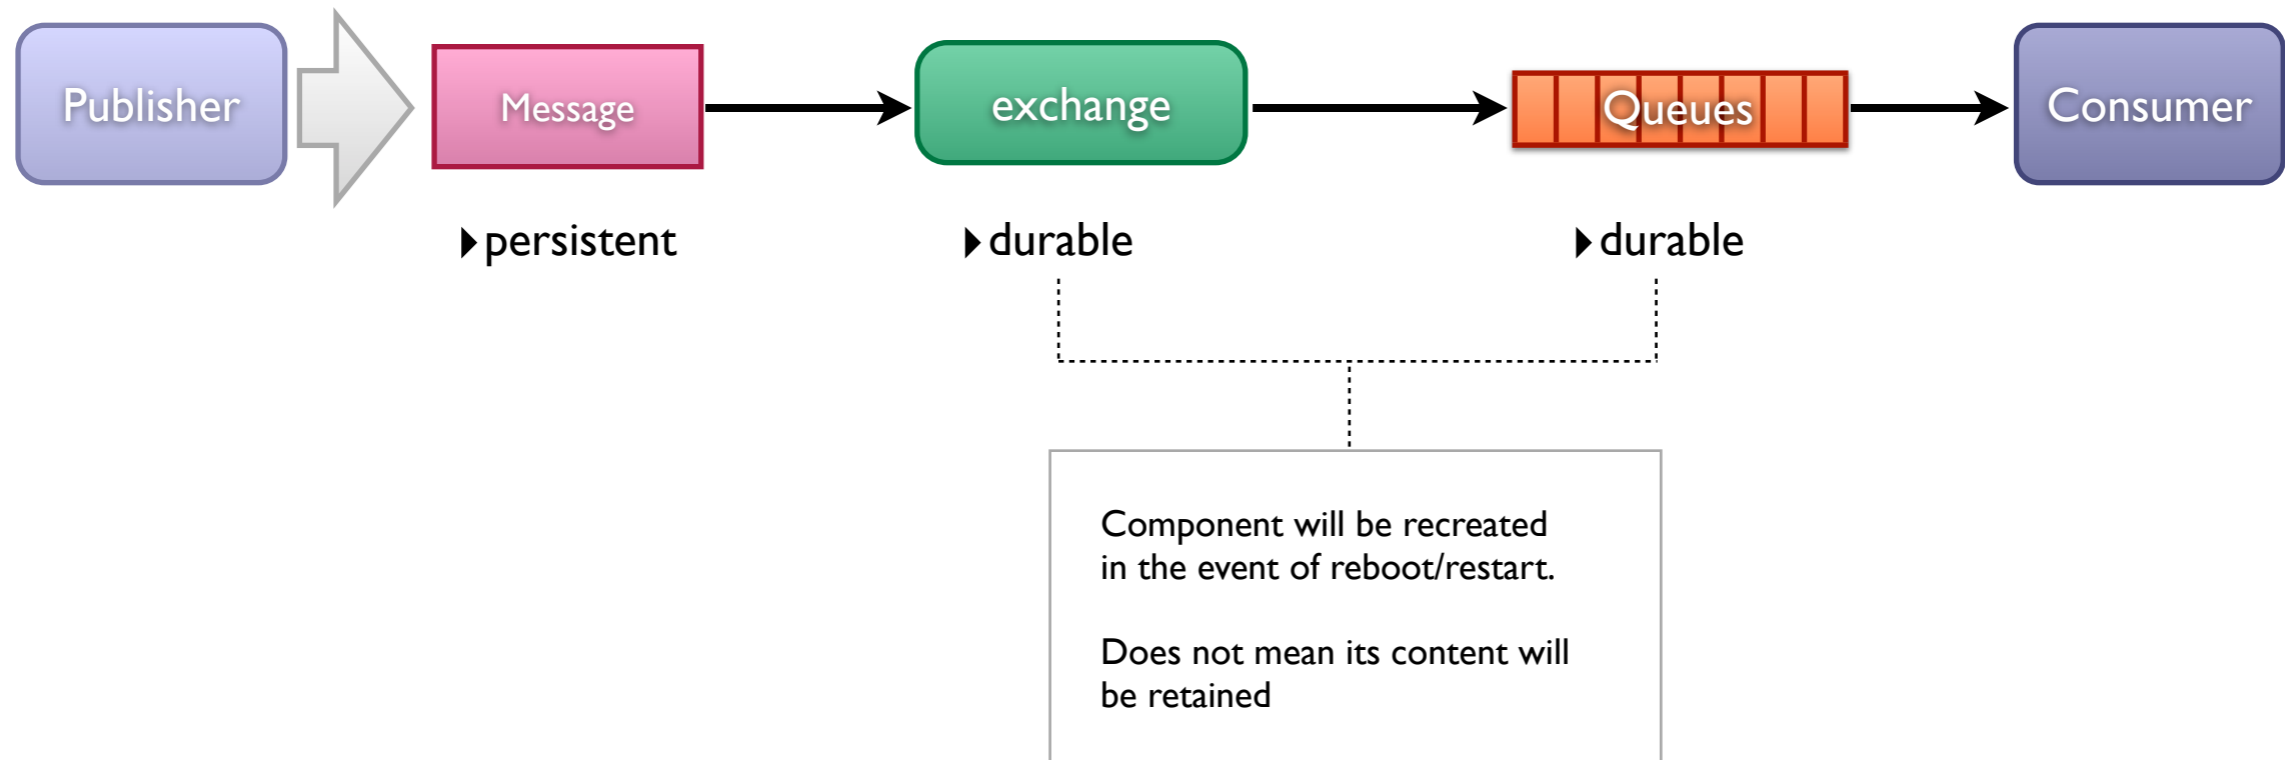 Publisher
Message
exchange
Queues
Consumer
▸persistent
▸durable
▸durable
Component will be recreated
in the event of reboot/restart.
Does not mean its content will
be retained